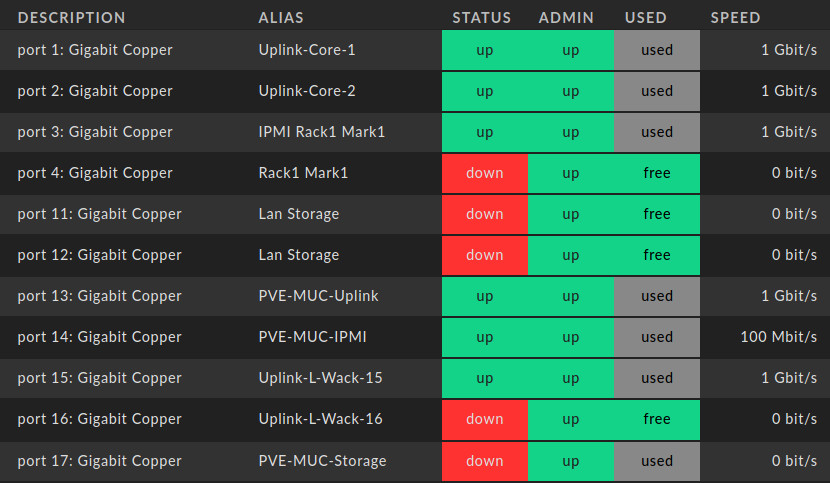 DESCRIPTION ALIAS STATUS ADMIN USED SPEED
port 1: Gigabit Copper Uplink-Core-1 up up used 1 Gbit/s
port 2: Gigabit Copper Uplink-Core-2 up up used 1 Gbit/s
port 3: Gigabit Copper IPMI Rack1 Mark1 up up used 1 Gbit/s
port 4: Gigabit Copper Rack1 Mark1 down up free 0 bit/s
port 11: Gigabit Copper Lan Storage down up free 0 bit/s
port 12: Gigabit Copper Lan Storage down up free 0 bit/s
port 13: Gigabit Copper PVE-MUC-Uplink up up used 1 Gbit/s
port 14: Gigabit Copper PVE-MUC-IPMI up up used 100 Mbit/s
port 15: Gigabit Copper Uplink-L-Wack-15 up up used 1 Gbit/s
port 16: Gigabit Copper Uplink-L-Wack-16 down up free 0 bit/s
port 17: Gigabit Copper PVE-MUC-Storage down up used 0 bit/s